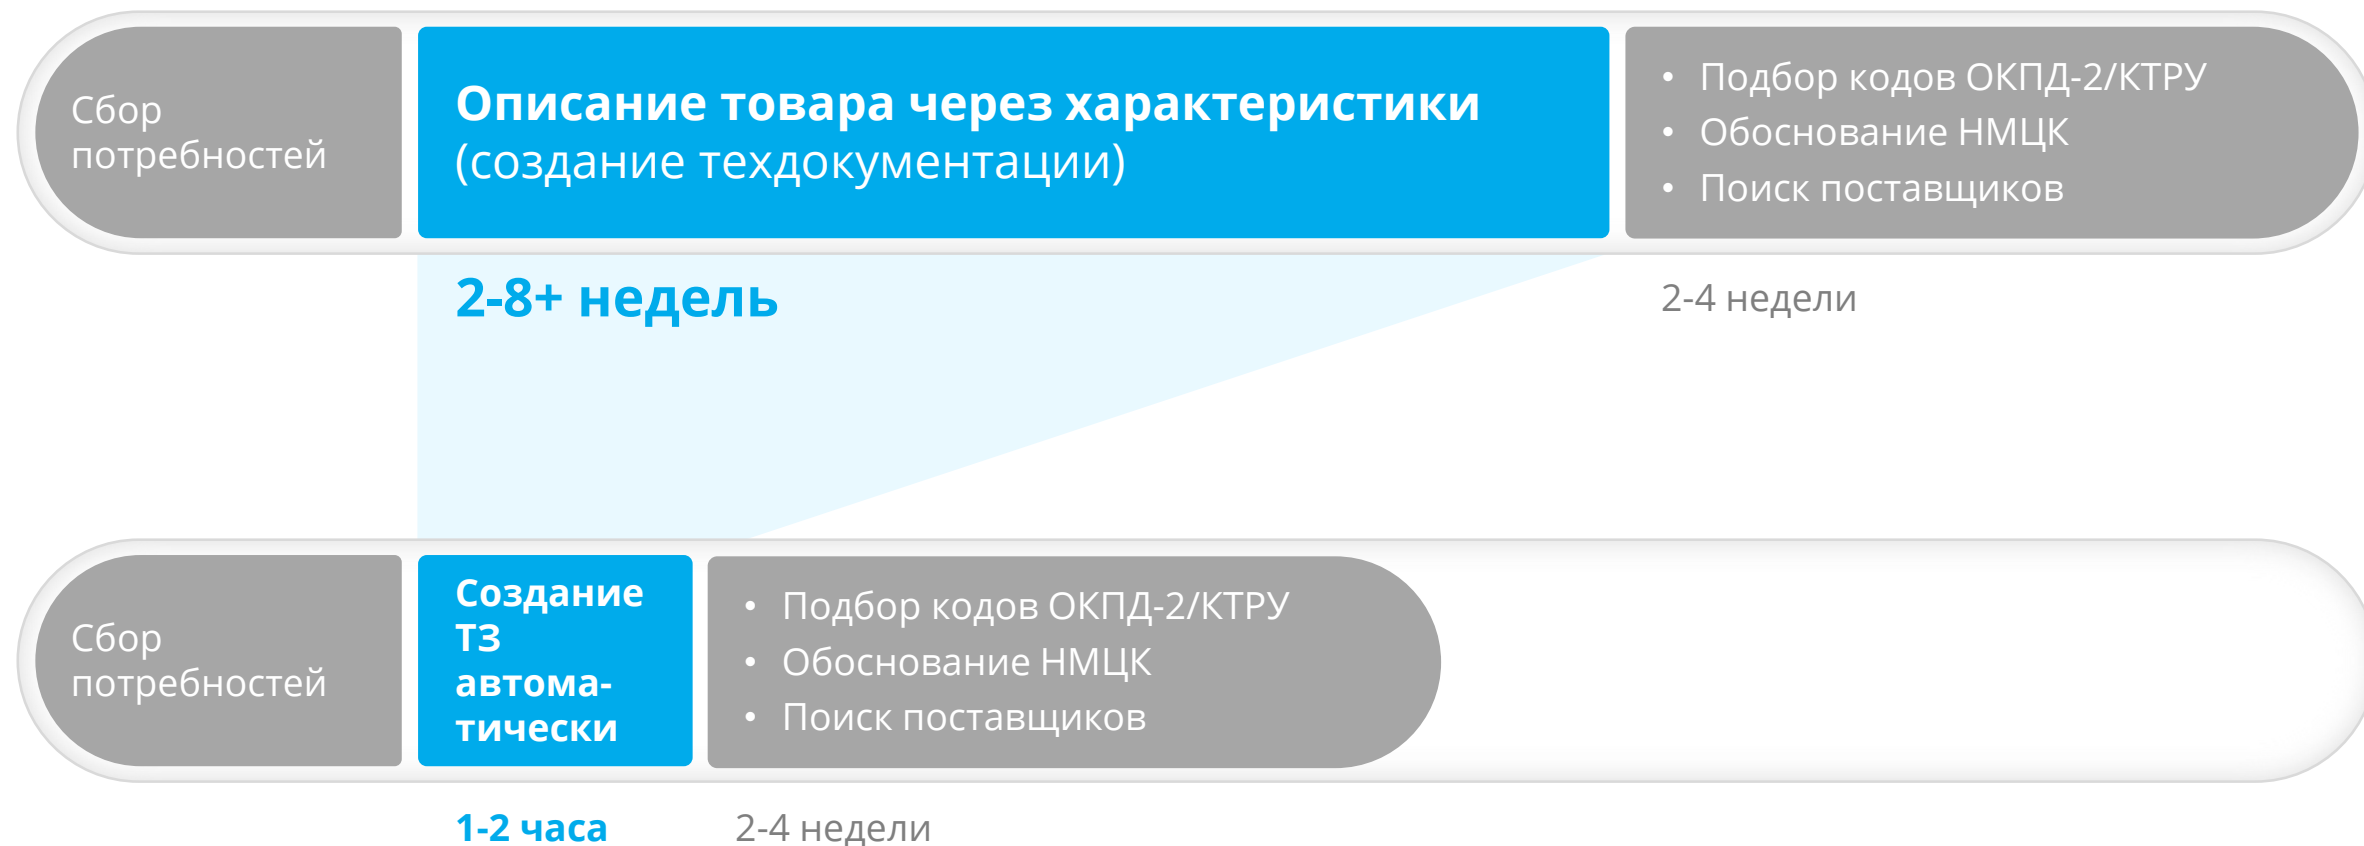 Сбор
потребностей
Описание товара через характеристики
(создание техдокументации)
• Подбор кодов ОКПД-2/КТРУ
• Обоснование НМЦК
• Поиск поставщиков
2-8+ недель
2-4 недели
Сбор
потребностей
Создание
ТЗ
автома-
тически
• Подбор кодов ОКПД-2/КТРУ
• Обоснование НМЦК
• Поиск поставщиков
1-2 часа
2-4 недели